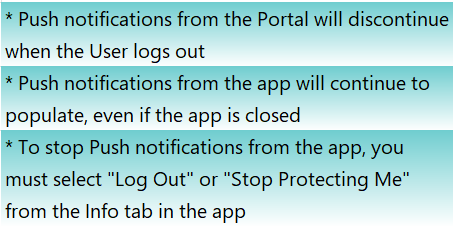 * Push notifications from the Portal will discontinue
when the User logs out
* Push notifications from the app will continue to
populate, even if the app is closed
* To stop Push notifications from the app, you
must select "Log Out" or "Stop Protecting Me"
from the Info tab in the app